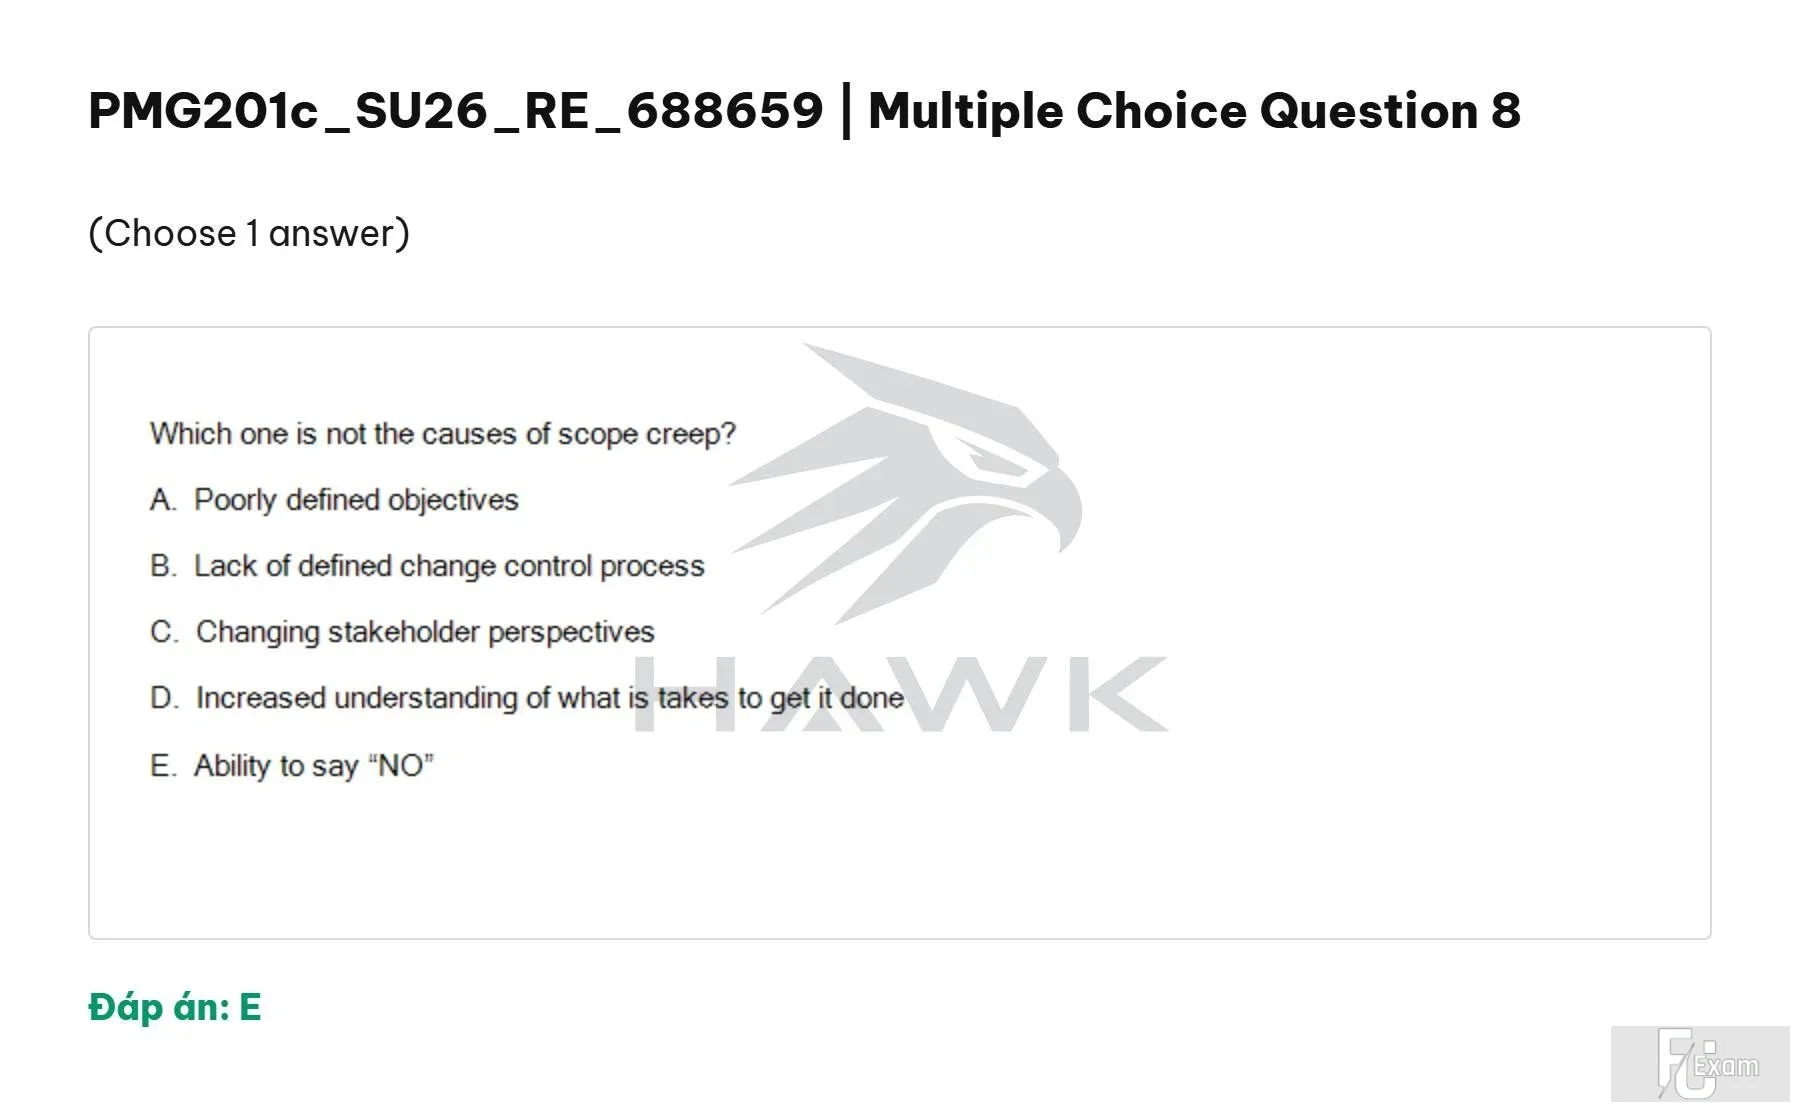 PMG201c_SU26_RE_688659 | Multiple Choice Question 8
(Choose 1 answer)
Which one is not the causes of scope creep?
A. Poorly defined objectives
B. Lack of defined change control process
C. Changing stakeholder perspectives
D. Increased understanding of what is takes to get it done
E. Ability to say “NO”
HAWK
Đáp án: E
FU Exam